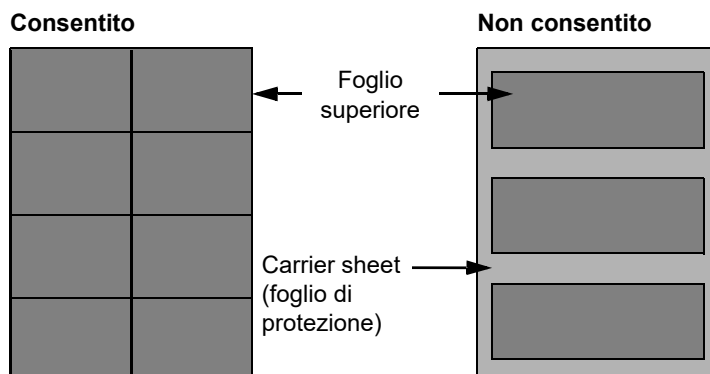 Consentito
Non consentito
Foglio
superiore
Carrier sheet
(foglio di
protezione)